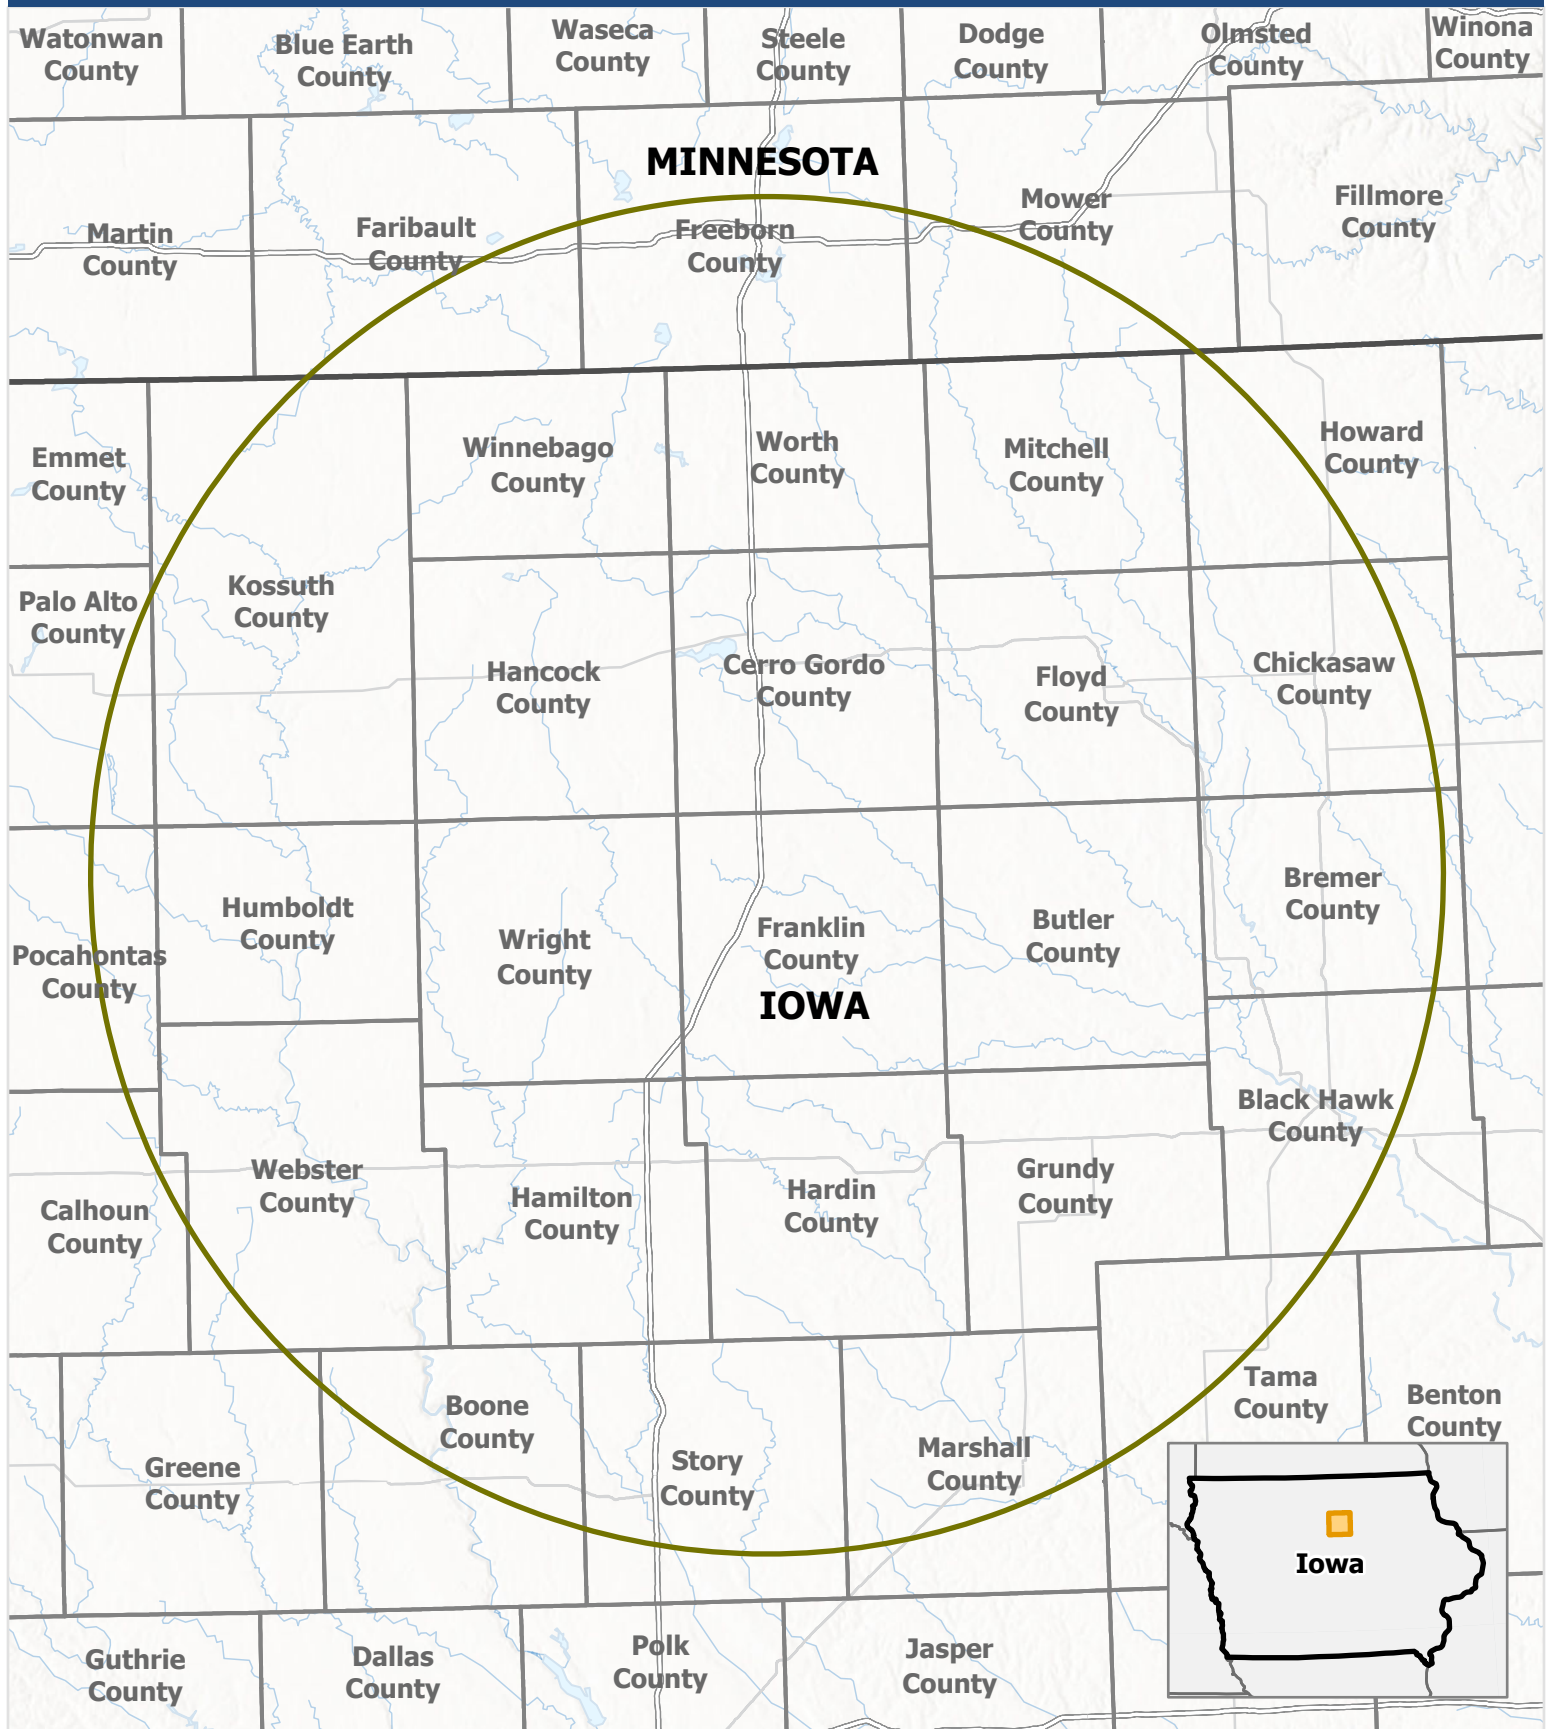 Watonwan
County
Blue Earth
County
Waseca
County
Steele
County
Dodge
County
Olmsted
County
Winona
County
MINNESOTA
Martin
County
Faribault
County
Freeborn
County
Mower
County
Fillmore
County
Emmet
County
Winnebago
County
Worth
County
Mitchell
County
Howard
County
Palo Alto
County
Kossuth
County
Hancock
County
Cerro Gordo
County
Floyd
County
Chickasaw
County
Pocahontas
County
Humboldt
County
Wright
County
Franklin
County
IOWA
Butler
County
Bremer
County
Black Hawk
County
Calhoun
County
Webster
County
Hamilton
County
Hardin
County
Grundy
County
Greene
County
Boone
County
Story
County
Marshall
County
Tama
County
Benton
County
Iowa
Guthrie
County
Dallas
County
Polk
County
Jasper
County